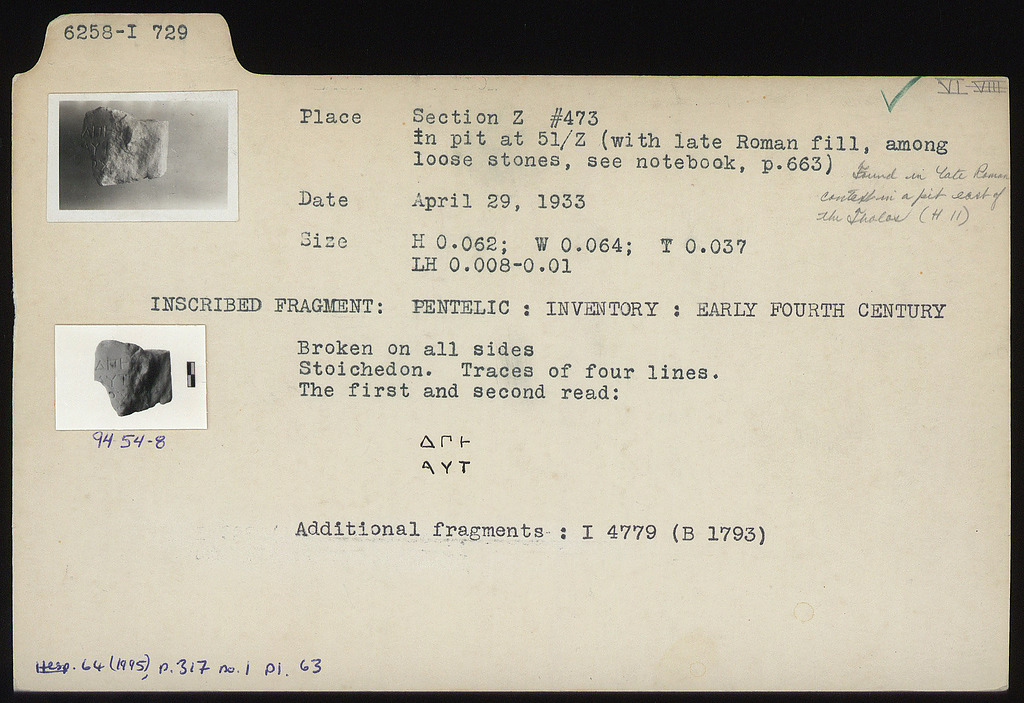 6258-I 729
VI-VIII
Place Section Z #473
In pit at 51/Z (with late Roman fill, among
loose stones, see notebook, p.663)
Found in late Roman
context in a pit east of
the Tholos (H 11)
Date April 29, 1933
Size H 0.062; W 0.064; T 0.037
LH 0.008-0.01
INSCRIBED FRAGMENT: PENTELIC : INVENTORY : EARLY FOURTH CENTURY
Broken on all sides
Stoichedon. Traces of four lines.
The first and second read:
94-54-8
ΔΓΗ
ΑΥΤ
Additional fragments : I 4779 (B 1793)
Hesp. 64 (1995), p. 317 no. 1 pl. 63